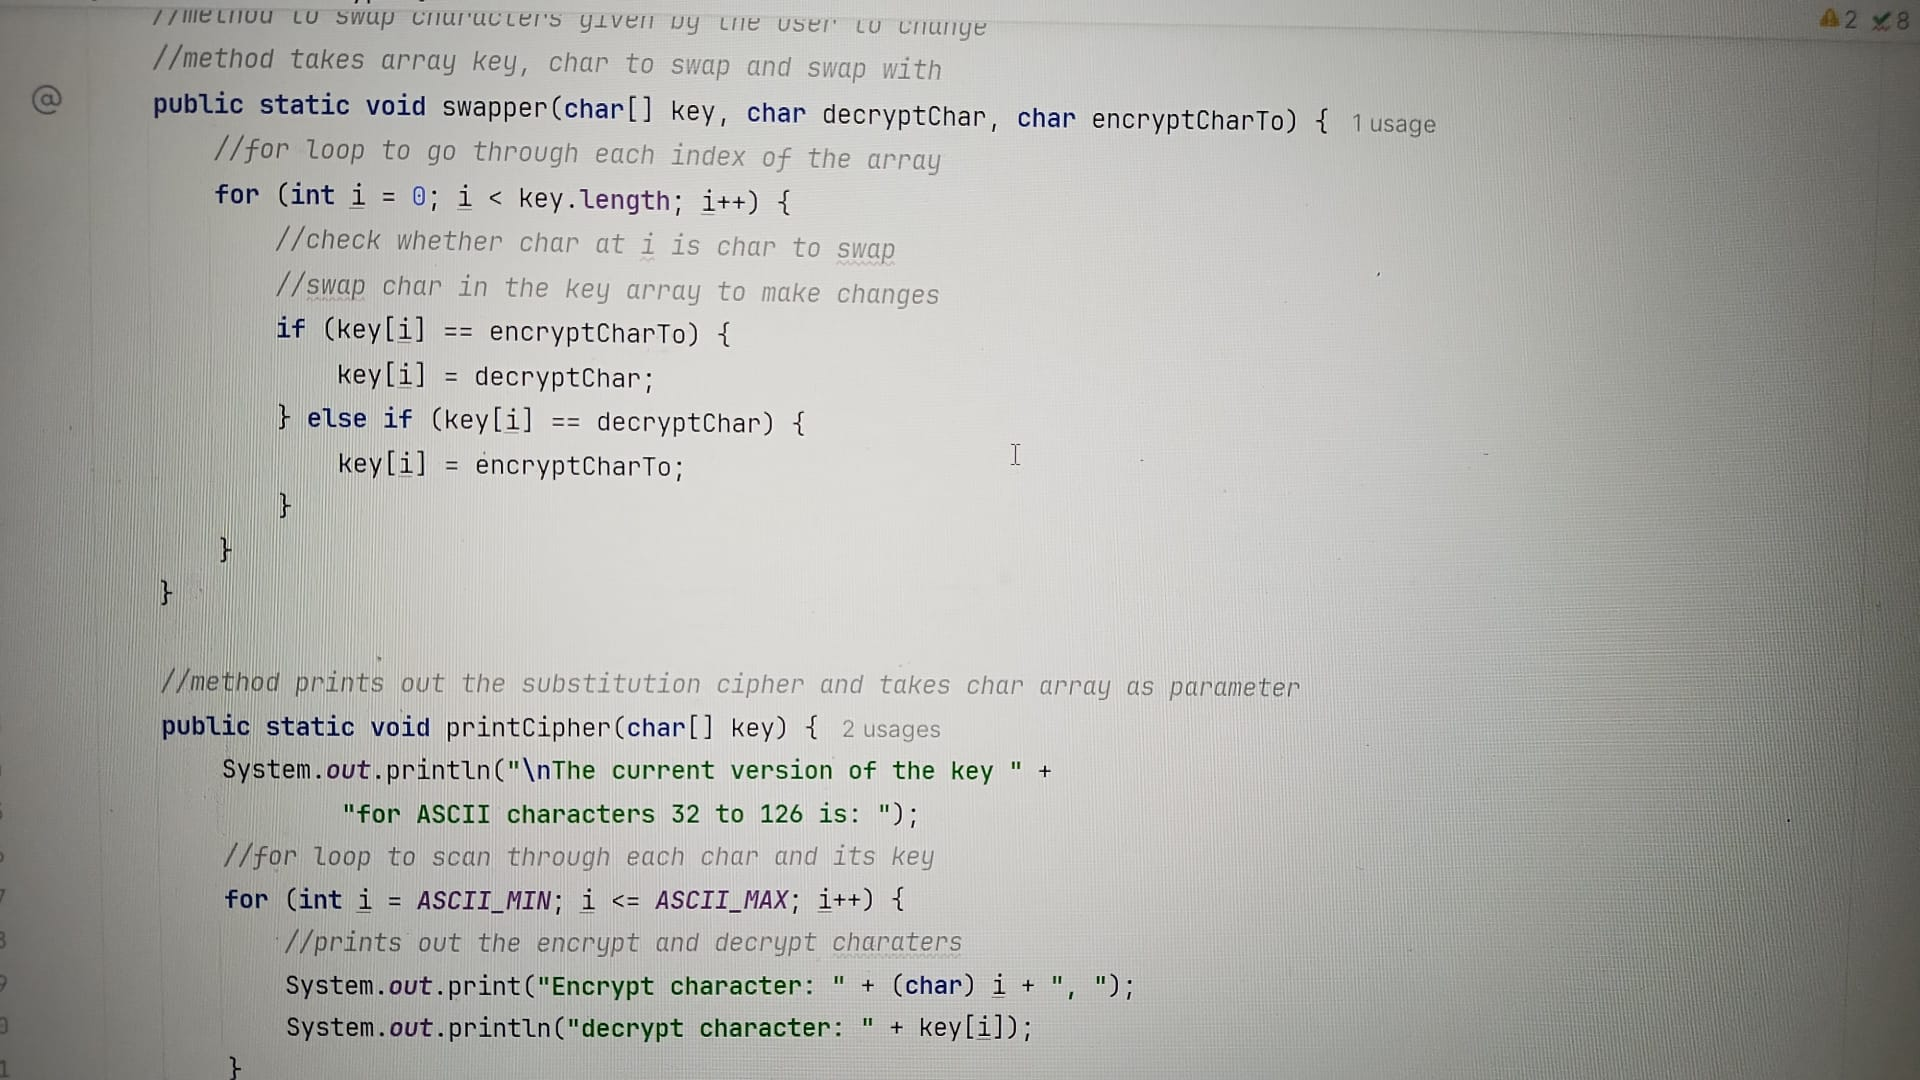 //method to swap characters given by the user to change
2 8
//method takes array key, char to swap and swap with
@ public static void swapper(char[] key, char decryptChar, char encryptCharTo) { 1 usage
//for loop to go through each index of the array
for (int i = 0; i < key.length; i++) {
//check whether char at i is char to swap
//swap char in the key array to make changes
if (key[i] == encryptCharTo) {
key[i] = decryptChar;
} else if (key[i] == decryptChar) {
key[i] = encryptCharTo;
}
}
}
//method prints out the substitution cipher and takes char array as parameter
public static void printCipher(char[] key) { 2 usages
System.out.println("\nThe current version of the key " +
"for ASCII characters 32 to 126 is: ");
//for loop to scan through each char and its key
for (int i = ASCII_MIN; i <= ASCII_MAX; i++) {
//prints out the encrypt and decrypt charaters
System.out.print("Encrypt character: " + (char) i + ", ");
System.out.println("decrypt character: " + key[i]);
}